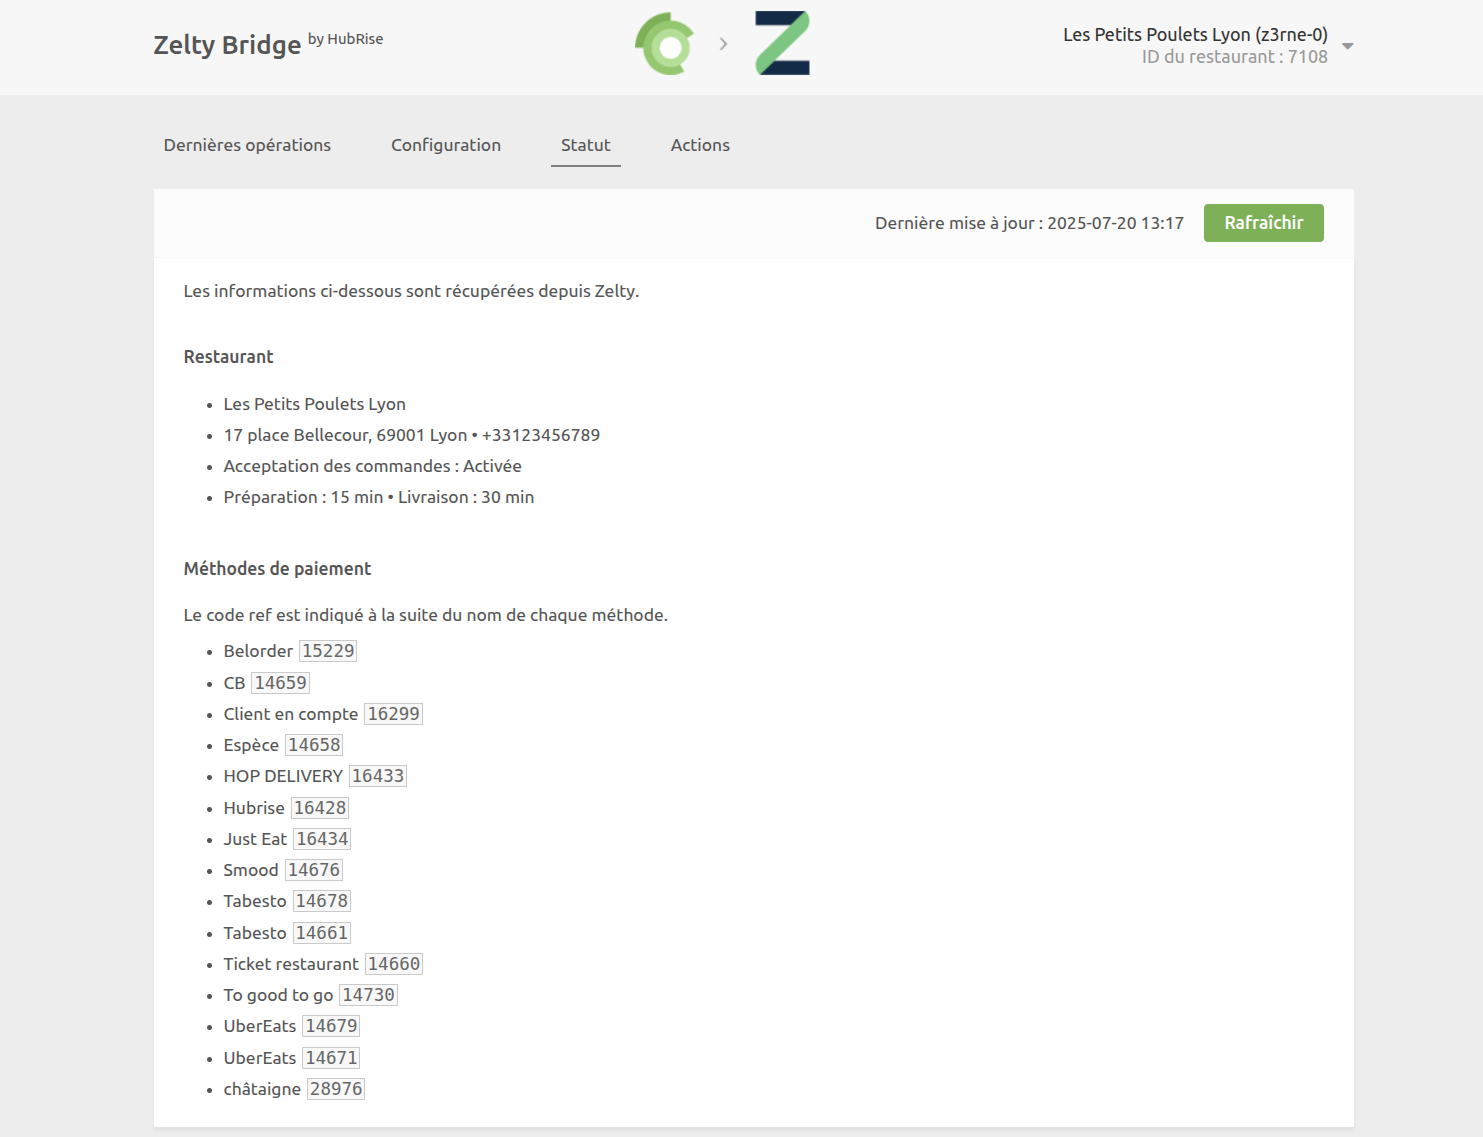 Zelty Bridge by HubRise
Les Petits Poulets Lyon (z3rne-0)
ID du restaurant : 7108
Dernières opérations
Configuration
Statut
Actions
Dernière mise à jour : 2025-07-20 13:17
Rafraîchir
Les informations ci-dessous sont récupérées depuis Zelty.
Restaurant
• Les Petits Poulets Lyon
• 17 place Bellecour, 69001 Lyon • +33123456789
• Acceptation des commandes : Activée
• Préparation : 15 min • Livraison : 30 min
Méthodes de paiement
Le code ref est indiqué à la suite du nom de chaque méthode.
• Belorder 15229
• CB 14659
• Client en compte 16299
• Espèce 14658
• HOP DELIVERY 16433
• Hubrise 16428
• Just Eat 16434
• Smood 14676
• Tabesto 14678
• Tabesto 14661
• Ticket restaurant 14660
• To good to go 14730
• UberEats 14679
• UberEats 14671
• châtaigne 28976